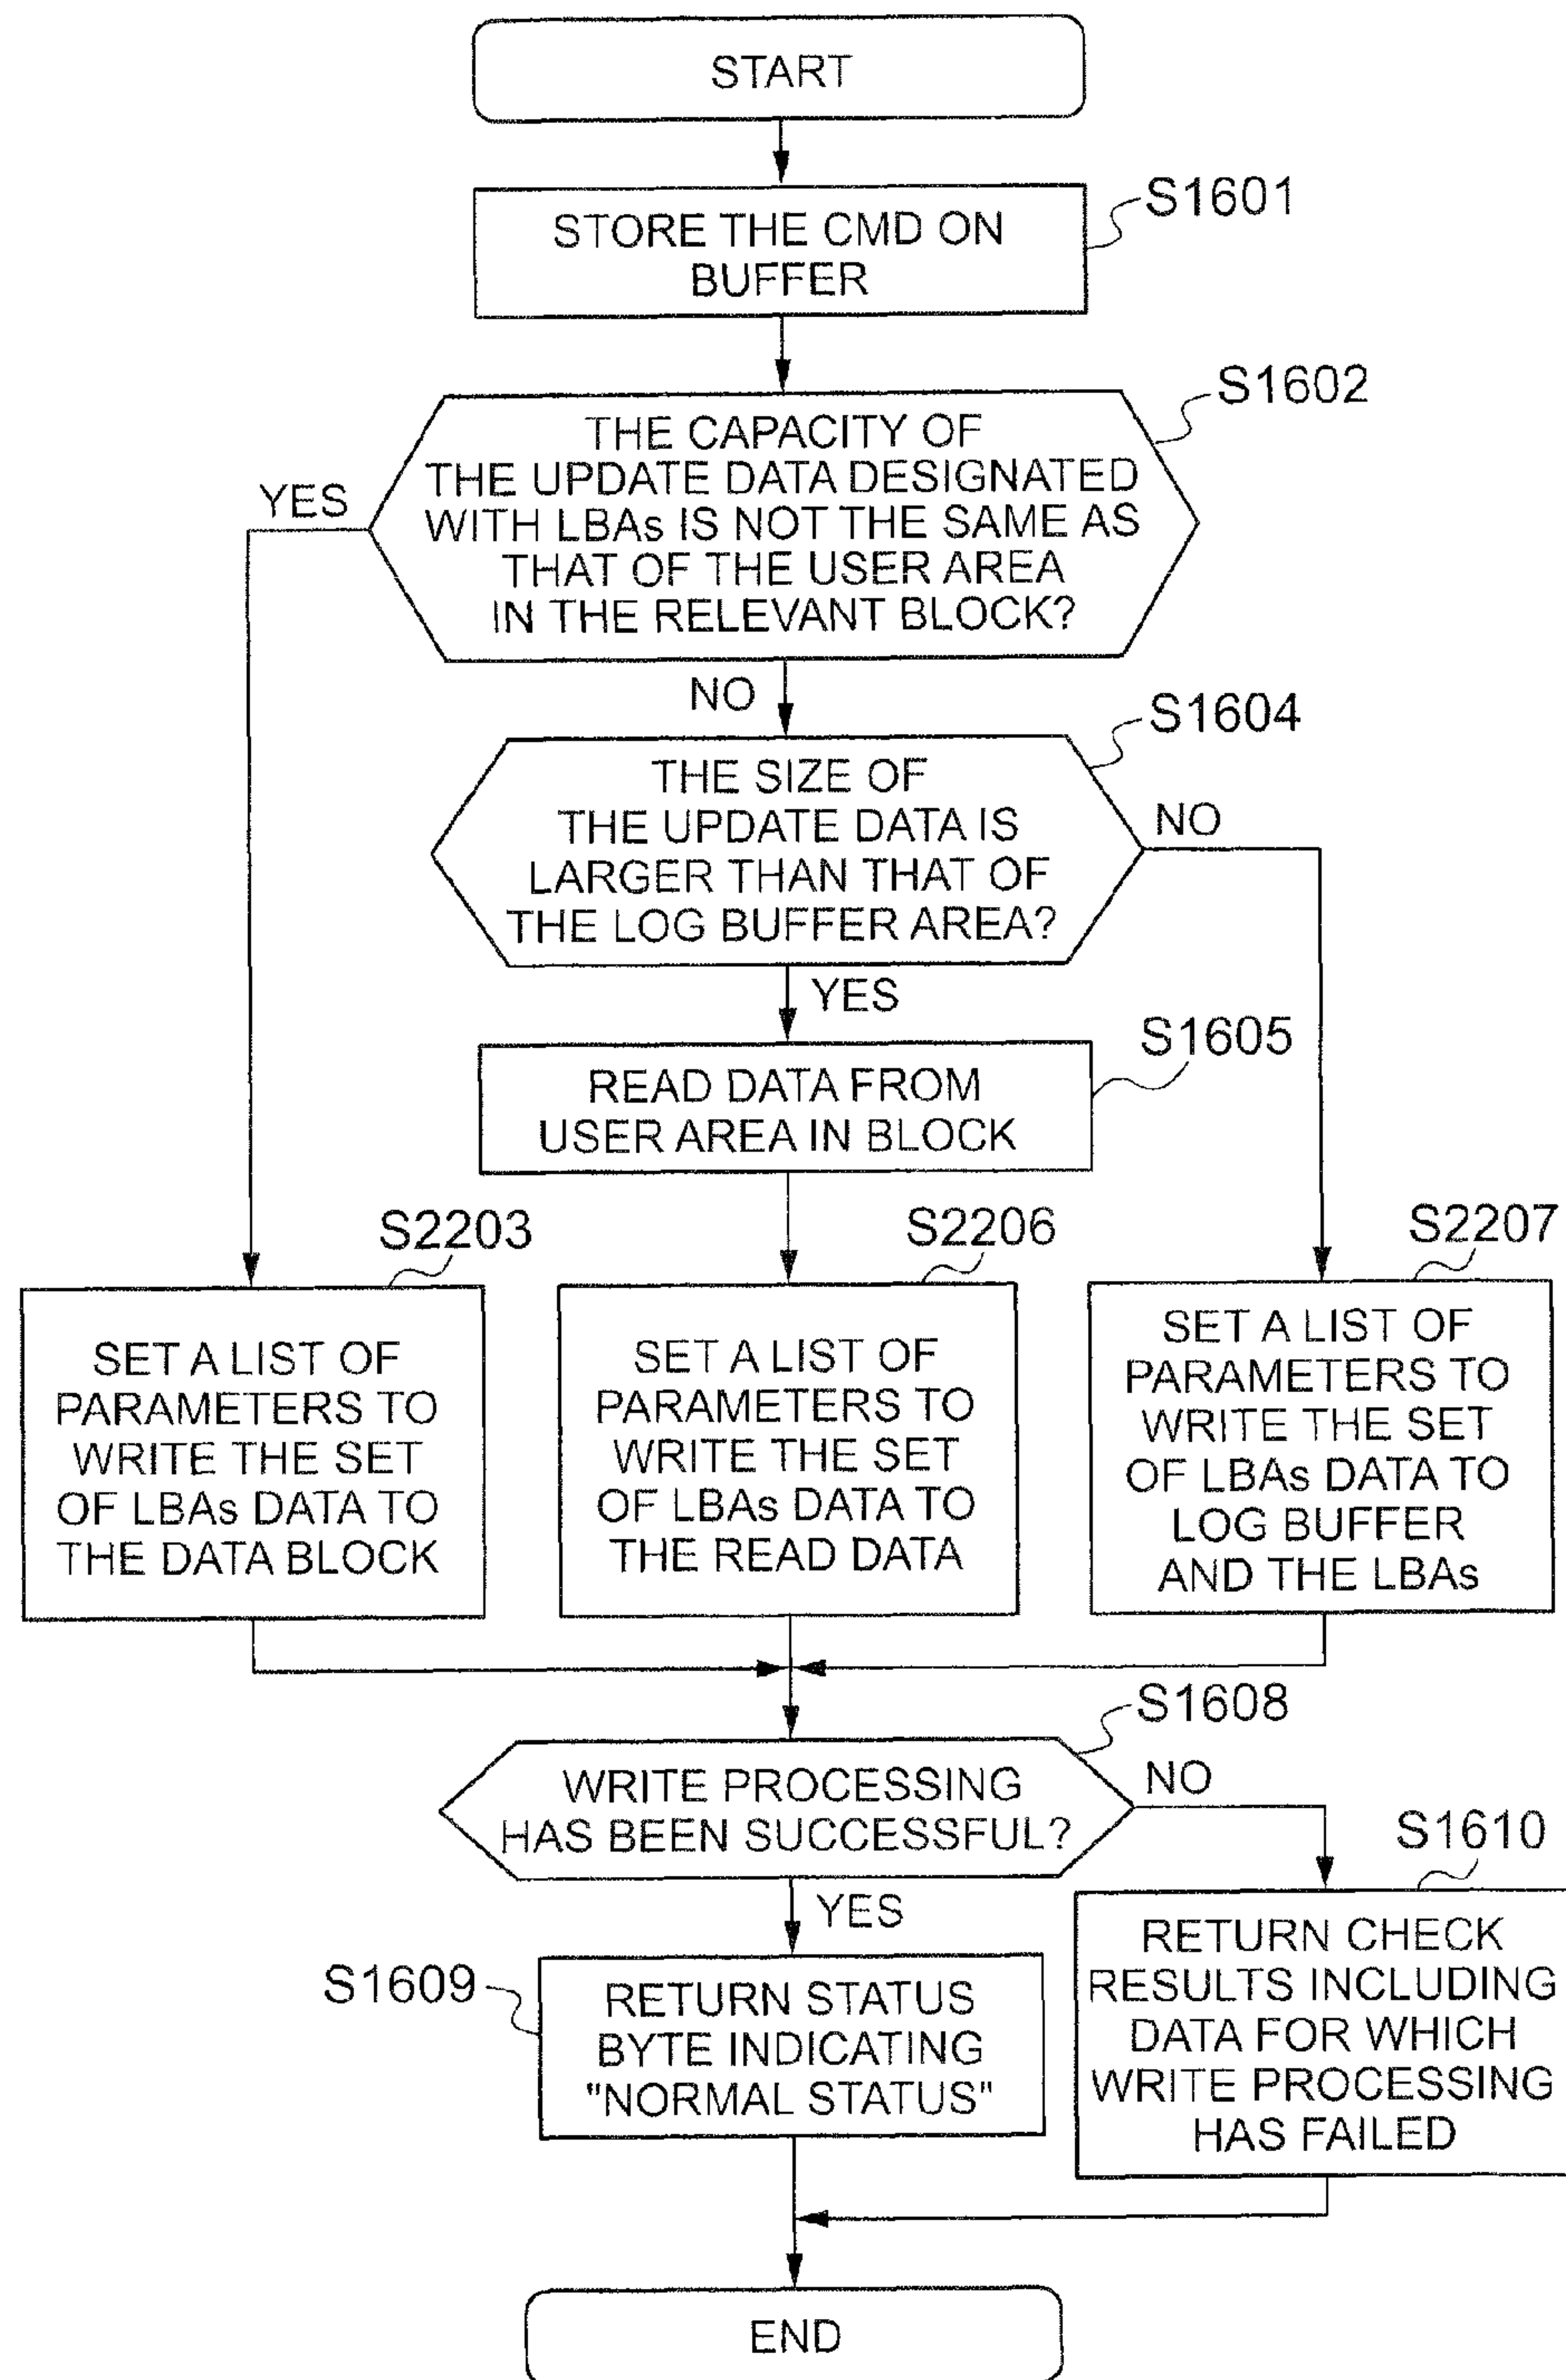 START
S1601
STORE THE CMD ON
BUFFER
S1602
THE CAPACITY OF
THE UPDATE DATA DESIGNATED
WITH LBAs IS NOT THE SAME AS
THAT OF THE USER AREA
IN THE RELEVANT BLOCK?
YES
NO
S1604
THE SIZE OF
THE UPDATE DATA IS
LARGER THAN THAT OF
THE LOG BUFFER AREA?
NO
YES
S1605
READ DATA FROM
USER AREA IN BLOCK
S2203
SET A LIST OF
PARAMETERS TO
WRITE THE SET
OF LBAs DATA TO
THE DATA BLOCK
S2206
SET A LIST OF
PARAMETERS TO
WRITE THE SET
OF LBAs DATA TO
THE READ DATA
S2207
SET A LIST OF
PARAMETERS TO
WRITE THE SET
OF LBAs DATA TO
LOG BUFFER
AND THE LBAs
S1608
WRITE PROCESSING
HAS BEEN SUCCESSFUL?
NO
YES
S1609
RETURN STATUS
BYTE INDICATING
"NORMAL STATUS"
S1610
RETURN CHECK
RESULTS INCLUDING
DATA FOR WHICH
WRITE PROCESSING
HAS FAILED
END